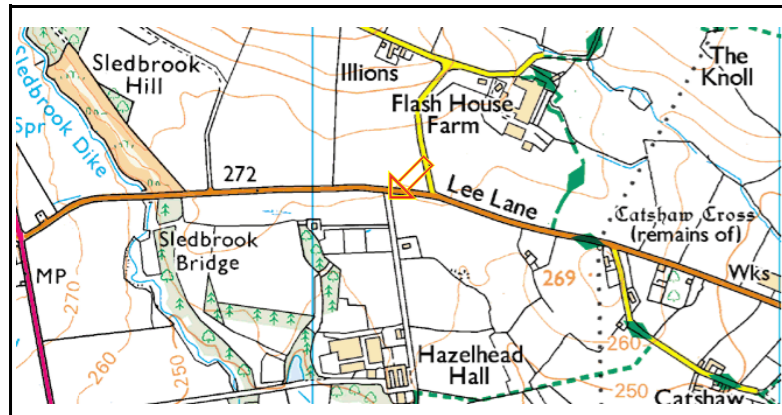 Sledbrook
Hill
Illions
The
Knoll
Flash House
Farm
Spr
Sledbrook Dike
272
Lee Lane
Catshaw Cross
(remains of)
Sledbrook
Bridge
MP
269
Wks
270
260
250
Hazelhead
Hall
260
250
Catshaw